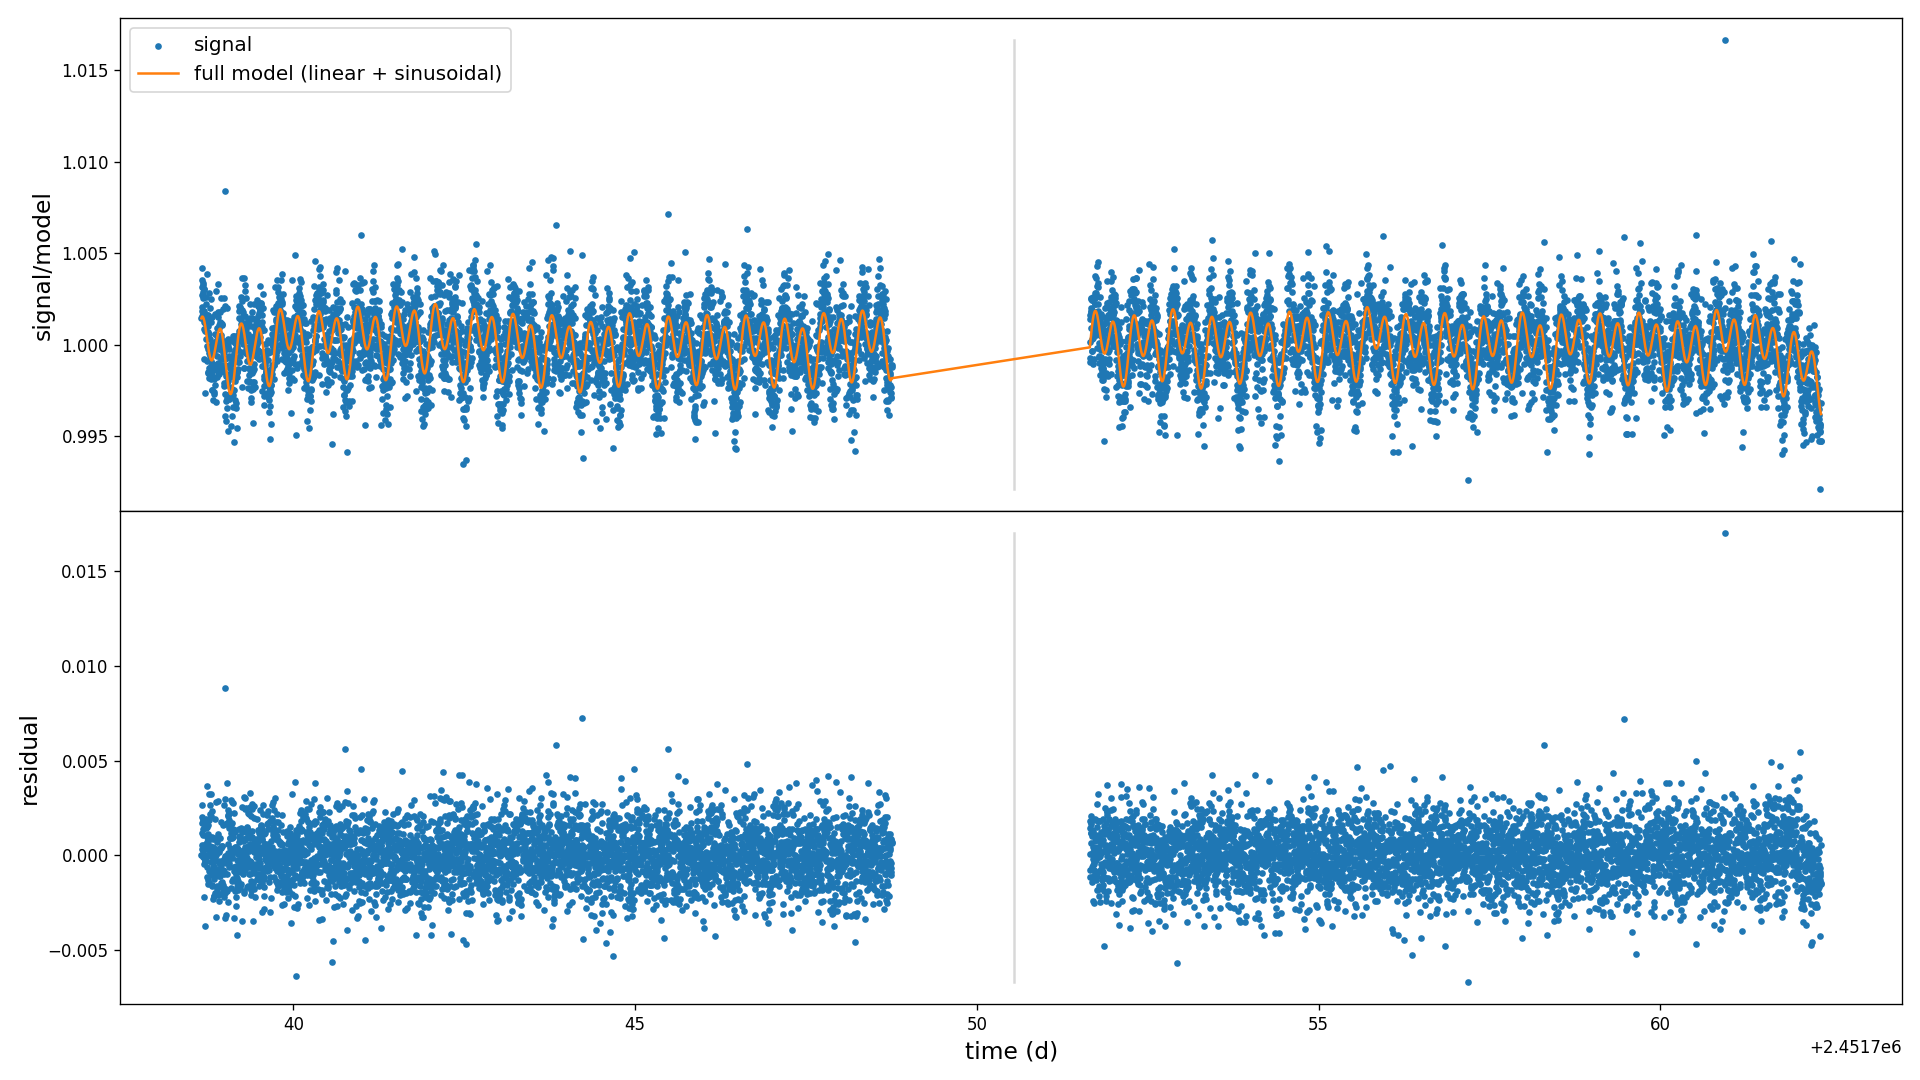 signal
full model (linear + sinusoidal)
signal/model
1.015
1.010
1.005
1.000
0.995
residual
0.015
0.010
0.005
0.000
−0.005
40
45
50
55
60
time (d)
+2.4517e6